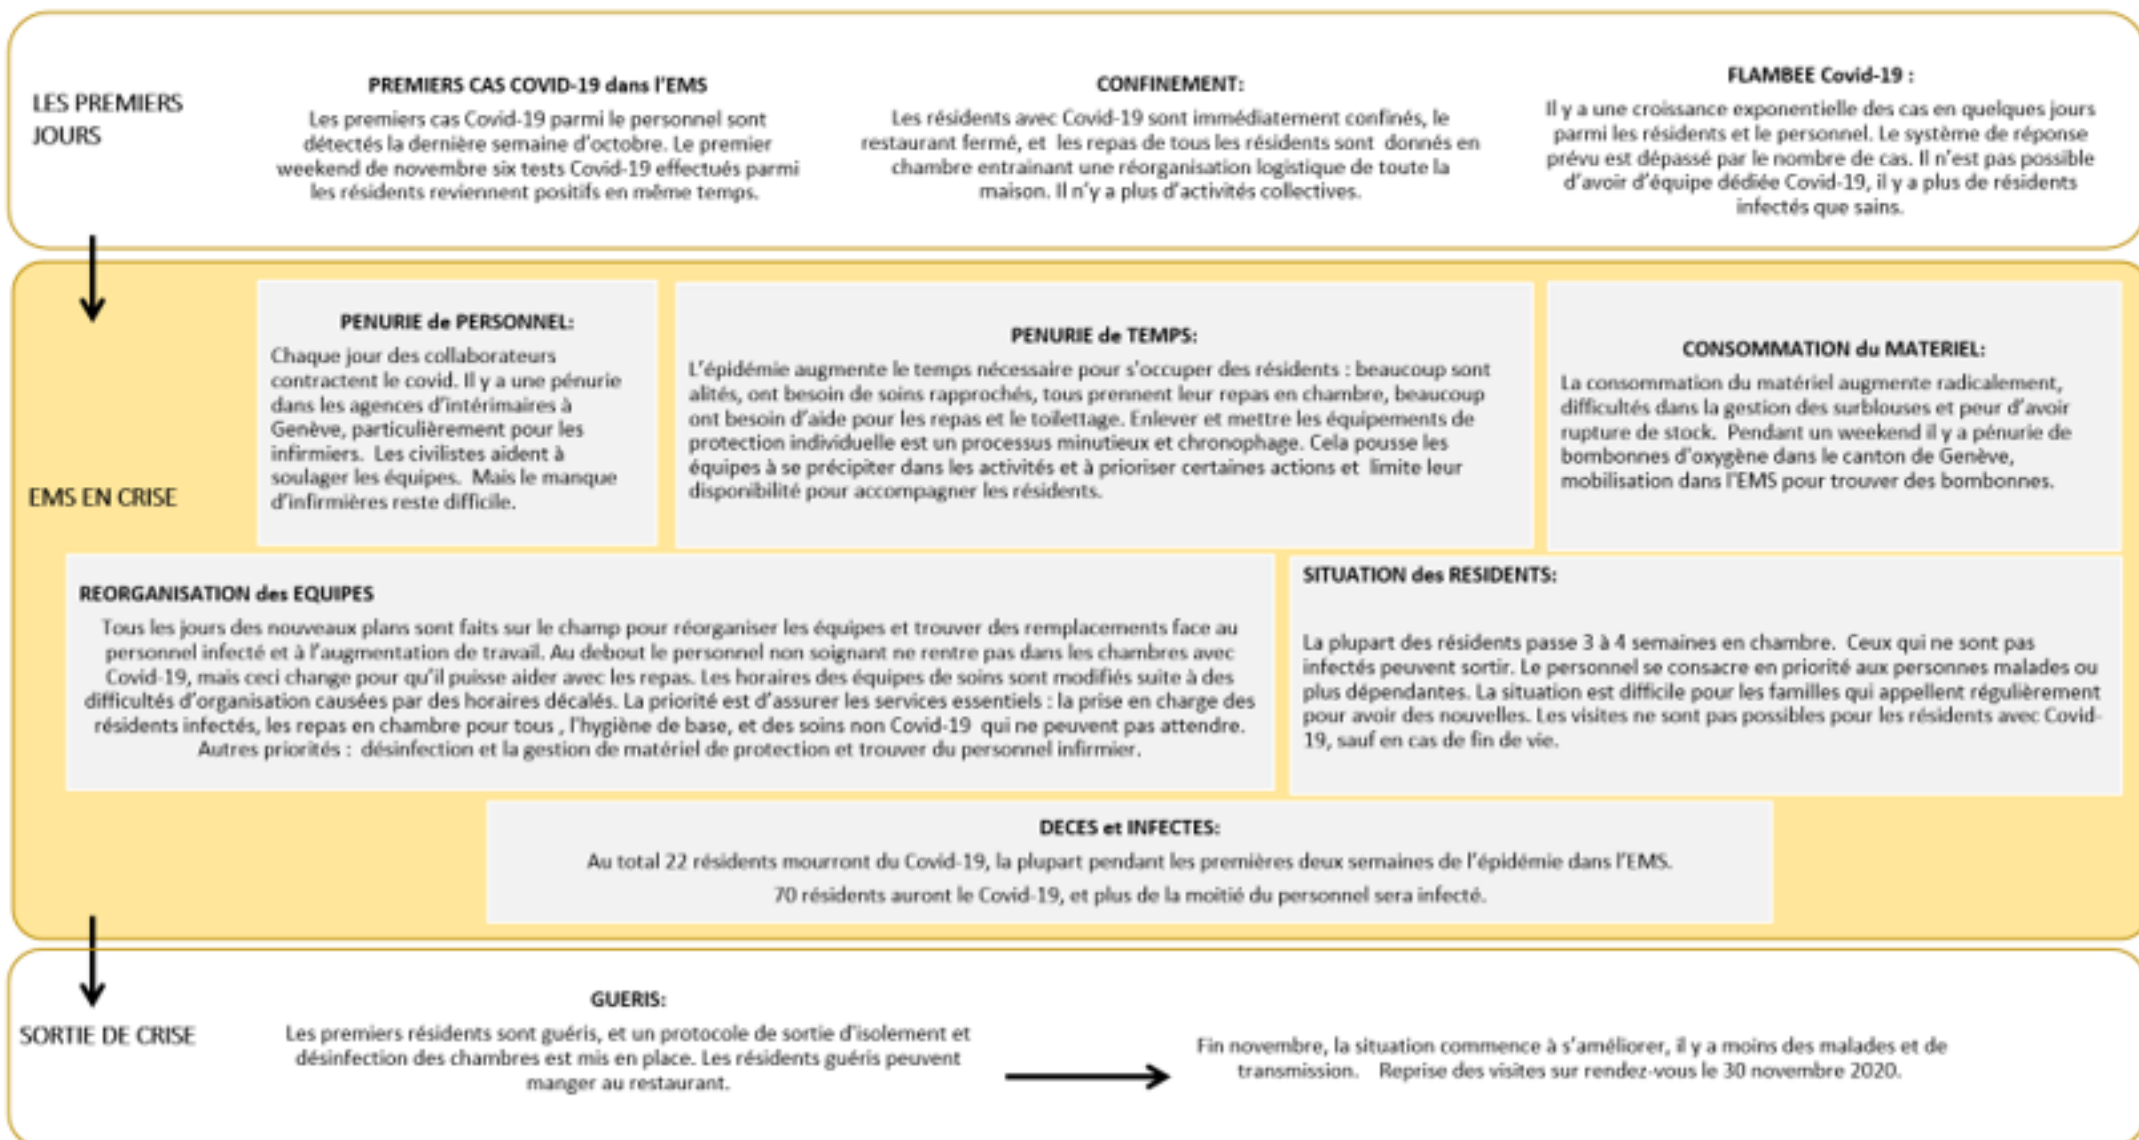 LES PREMIERS
JOURS
PREMIERS CAS COVID-19 dans l'EMS
Les premiers cas Covid-19 parmi le personnel sont
détectés la dernière semaine d'octobre. Le premier
weekend de novembre six tests Covid-19 effectués parmi
les résidents reviennent positifs en même temps.
CONFINEMENT:
Les résidents avec Covid-19 sont immédiatement confinés, le
restaurant fermé, et les repas de tous les résidents sont donnés en
chambre entrainant une réorganisation logistique de toute la
maison. Il n'y a plus d'activités collectives.
FLAMBEE Covid-19 :
Il y a une croissance exponentielle des cas en quelques jours
parmi les résidents et le personnel. Le système de réponse
prévu est dépassé par le nombre de cas. Il n'est pas possible
d'avoir d'équipe dédiée Covid-19, il y a plus de résidents
infectés que sains.
EMS EN CRISE
PENURIE de PERSONNEL:
Chaque jour des collaborateurs
contractent le covid. Il y a une pénurie
dans les agences d'intérimaires à
Genève, particulièrement pour les
infirmiers. Les civilistes aident à
soulager les équipes. Mais le manque
d'infirmières reste difficile.
PENURIE de TEMPS:
L'épidémie augmente le temps nécessaire pour s'occuper des résidents : beaucoup sont
alités, ont besoin de soins rapprochés, tous prennent leur repas en chambre, beaucoup
ont besoin d'aide pour les repas et le toilettage. Enlever et mettre les équipements de
protection individuelle est un processus minutieux et chronophage. Cela pousse les
équipes à se précipiter dans les activités et à prioriser certaines actions et limite leur
disponibilité pour accompagner les résidents.
CONSOMMATION du MATERIEL:
La consommation du matériel augmente radicalement,
difficultés dans la gestion des surblouses et peur d'avoir
rupture de stock. Pendant un weekend il y a pénurie de
bombonnes d'oxygène dans le canton de Genève,
mobilisation dans l'EMS pour trouver des bombonnes.
REORGANISATION des EQUIPES
Tous les jours des nouveaux plans sont faits sur le champ pour réorganiser les équipes et trouver des remplacements face au
personnel infecté et à l'augmentation de travail. Au debout le personnel non soignant ne rentre pas dans les chambres avec
Covid-19, mais ceci change pour qu'il puisse aider avec les repas. Les horaires des équipes de soins sont modifiés suite à des
difficultés d'organisation causées par des horaires décalés. La priorité est d'assurer les services essentiels : la prise en charge des
résidents infectés, les repas en chambre pour tous , l'hygiène de base, et des soins non Covid-19 qui ne peuvent pas attendre.
Autres priorités : désinfection et la gestion de matériel de protection et trouver du personnel infirmier.
SITUATION des RESIDENTS:
La plupart des résidents passe 3 à 4 semaines en chambre. Ceux qui ne sont pas
infectés peuvent sortir. Le personnel se consacre en priorité aux personnes malades ou
plus dépendantes. La situation est difficile pour les familles qui appellent régulièrement
pour avoir des nouvelles. Les visites ne sont pas possibles pour les résidents avec Covid-
19, sauf en cas de fin de vie.
DECES et INFECTES:
Au total 22 résidents mourront du Covid-19, la plupart pendant les premières deux semaines de l'épidémie dans l'EMS.
70 résidents auront le Covid-19, et plus de la moitié du personnel sera infecté.
SORTIE DE CRISE
GUERIS:
Les premiers résidents sont guéris, et un protocole de sortie d'isolement et
désinfection des chambres est mis en place. Les résidents guéris peuvent
manger au restaurant.
Fin novembre, la situation commence à s'améliorer, il y a moins des malades et de
transmission. Reprise des visites sur rendez-vous le 30 novembre 2020.